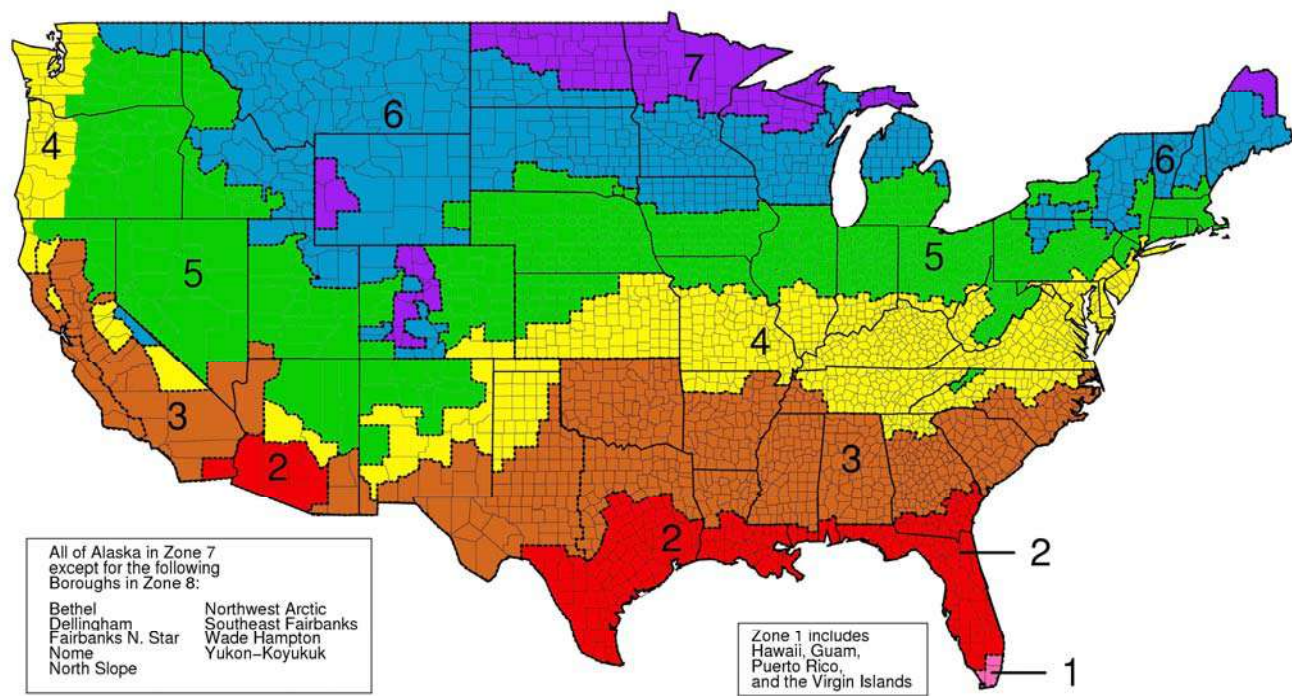 7
6
4
6
5
5
4
3
3
2
2
2
1
All of Alaska in Zone 7
except for the following
Boroughs in Zone 8:
Bethel Northwest Arctic
Dellingham Southeast Fairbanks
Fairbanks N. Star Wade Hampton
Nome Yukon-Koyukuk
North Slope
Zone 1 includes
Hawaii, Guam,
Puerto Rico,
and the Virgin Islands